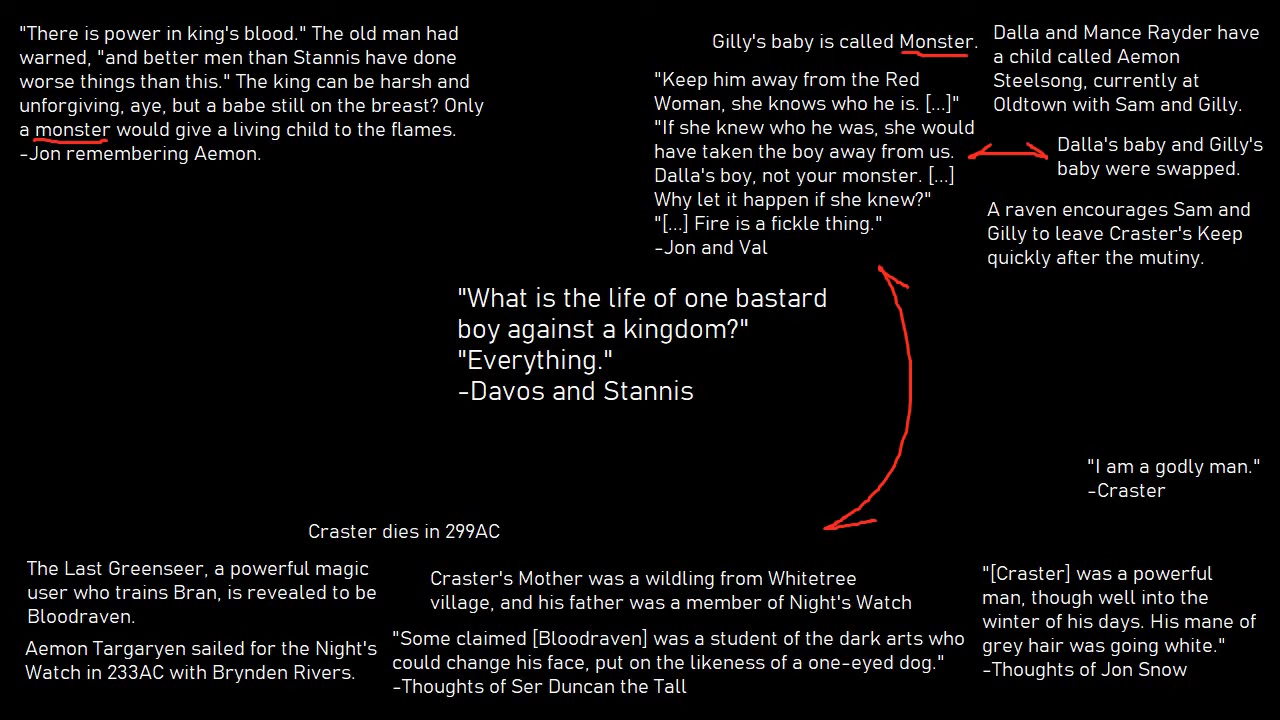 "There is power in king's blood." The old man had
warned, "and better men than Stannis have done
worse things than this." The king can be harsh and
unforgiving, aye, but a babe still on the breast? Only
a monster would give a living child to the flames.
-Jon remembering Aemon.
Gilly's baby is called Monster.
"Keep him away from the Red
Woman, she knows who he is. [...]"
"If she knew who he was, she would
have taken the boy away from us.
Dalla's boy, not your monster. [...]
Why let it happen if she knew?"
"[...] Fire is a fickle thing."
-Jon and Val
Dalla and Mance Rayder have
a child called Aemon
Steelsong, currently at
Oldtown with Sam and Gilly.
Dalla's baby and Gilly's
baby were swapped.
A raven encourages Sam and
Gilly to leave Craster's Keep
quickly after the mutiny.
"What is the life of one bastard
boy against a kingdom?"
"Everything."
-Davos and Stannis
"I am a godly man."
-Craster
Craster dies in 299AC
The Last Greenseer, a powerful magic
user who trains Bran, is revealed to be
Bloodraven.
Aemon Targaryen sailed for the Night's
Watch in 233AC with Brynden Rivers.
Craster's Mother was a wildling from Whitetree
village, and his father was a member of Night's Watch
"Some claimed [Bloodraven] was a student of the dark arts who
could change his face, put on the likeness of a one-eyed dog."
-Thoughts of Ser Duncan the Tall
"[Craster] was a powerful
man, though well into the
winter of his days. His mane of
grey hair was going white."
-Thoughts of Jon Snow